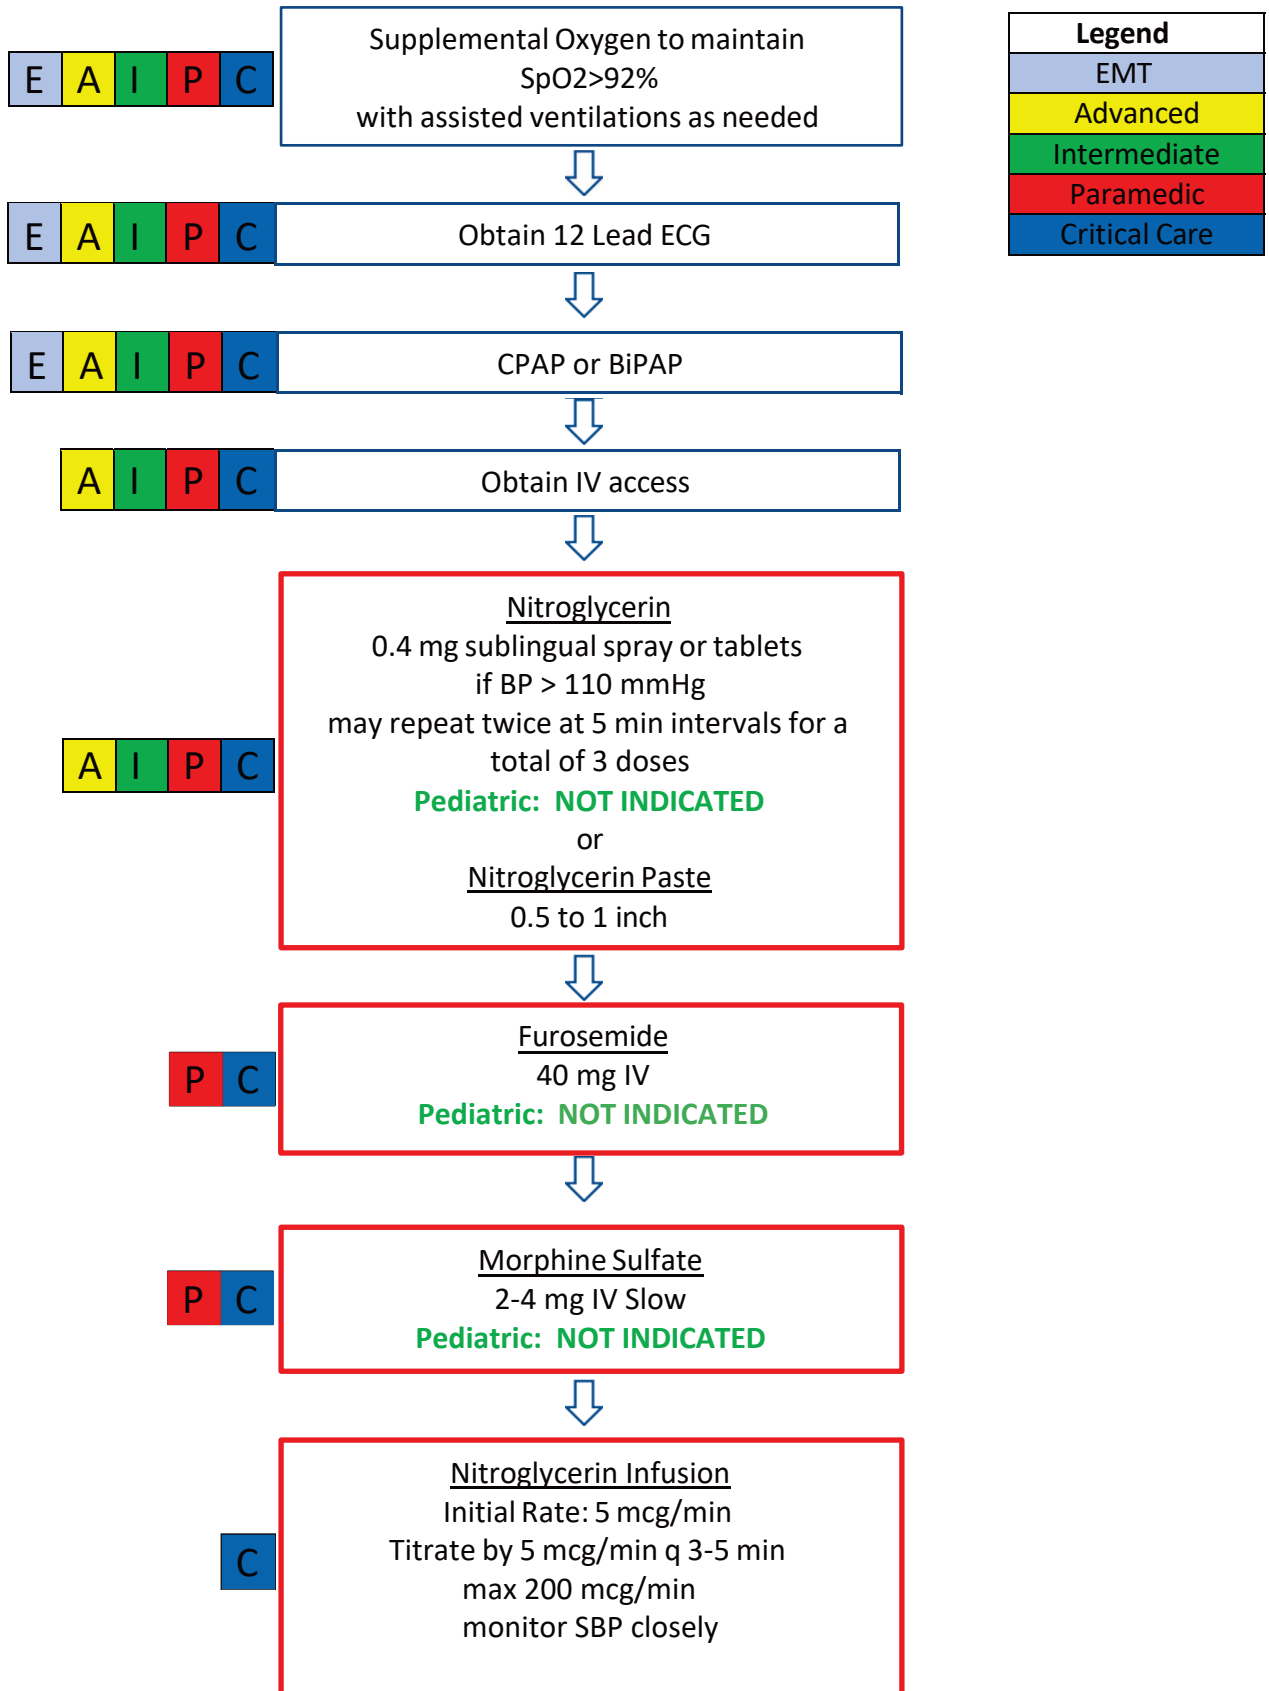 Supplemental Oxygen to maintain
SpO2>92%
with assisted ventilations as needed
E A I P C
Legend
EMT
Advanced
Intermediate
Paramedic
Critical Care
E A I P C
Obtain 12 Lead ECG
E A I P C
CPAP or BiPAP
A I P C
Obtain IV access
Nitroglycerin
0.4 mg sublingual spray or tablets
if BP > 110 mmHg
may repeat twice at 5 min intervals for a
total of 3 doses
Pediatric: NOT INDICATED
or
Nitroglycerin Paste
0.5 to 1 inch
A I P C
Furosemide
40 mg IV
Pediatric: NOT INDICATED
P C
Morphine Sulfate
2-4 mg IV Slow
Pediatric: NOT INDICATED
P C
Nitroglycerin Infusion
Initial Rate: 5 mcg/min
Titrate by 5 mcg/min q 3-5 min
max 200 mcg/min
monitor SBP closely
C